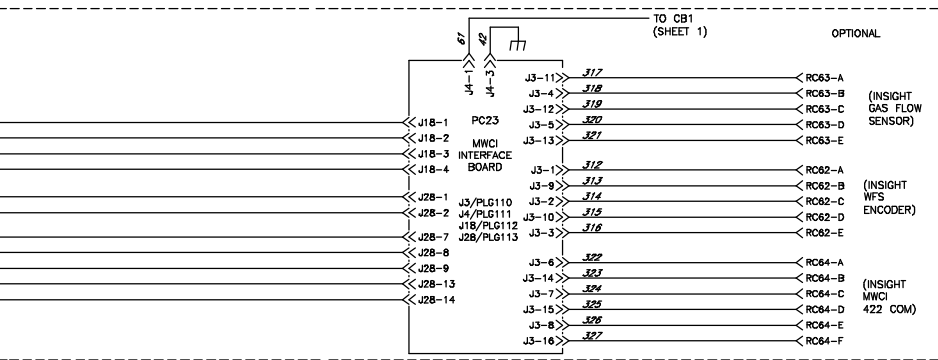 TO CB1
(SHEET 1)
OPTIONAL
61
42
J4-1
J4-3
J3-11 317 RC63-A
J3-4 318 RC63-B
J3-12 319 RC63-C
J3-5 320 RC63-D
J3-13 321 RC63-E
(INSIGHT
GAS FLOW
SENSOR)
J18-1
J18-2
J18-3
J18-4
PC23
MWCI
INTERFACE
BOARD
J3-1 312 RC62-A
J3-9 313 RC62-B
J3-2 314 RC62-C
J3-10 315 RC62-D
J3-3 316 RC62-E
(INSIGHT
WFS
ENCODER)
J28-1
J28-2
J28-7
J28-8
J28-9
J28-13
J28-14
J3/PLG110
J4/PLG111
J18/PLG112
J28/PLG113
J3-6 322 RC64-A
J3-14 323 RC64-B
J3-7 324 RC64-C
J3-15 325 RC64-D
J3-8 326 RC64-E
J3-16 327 RC64-F
(INSIGHT
MWCI
422 COM)